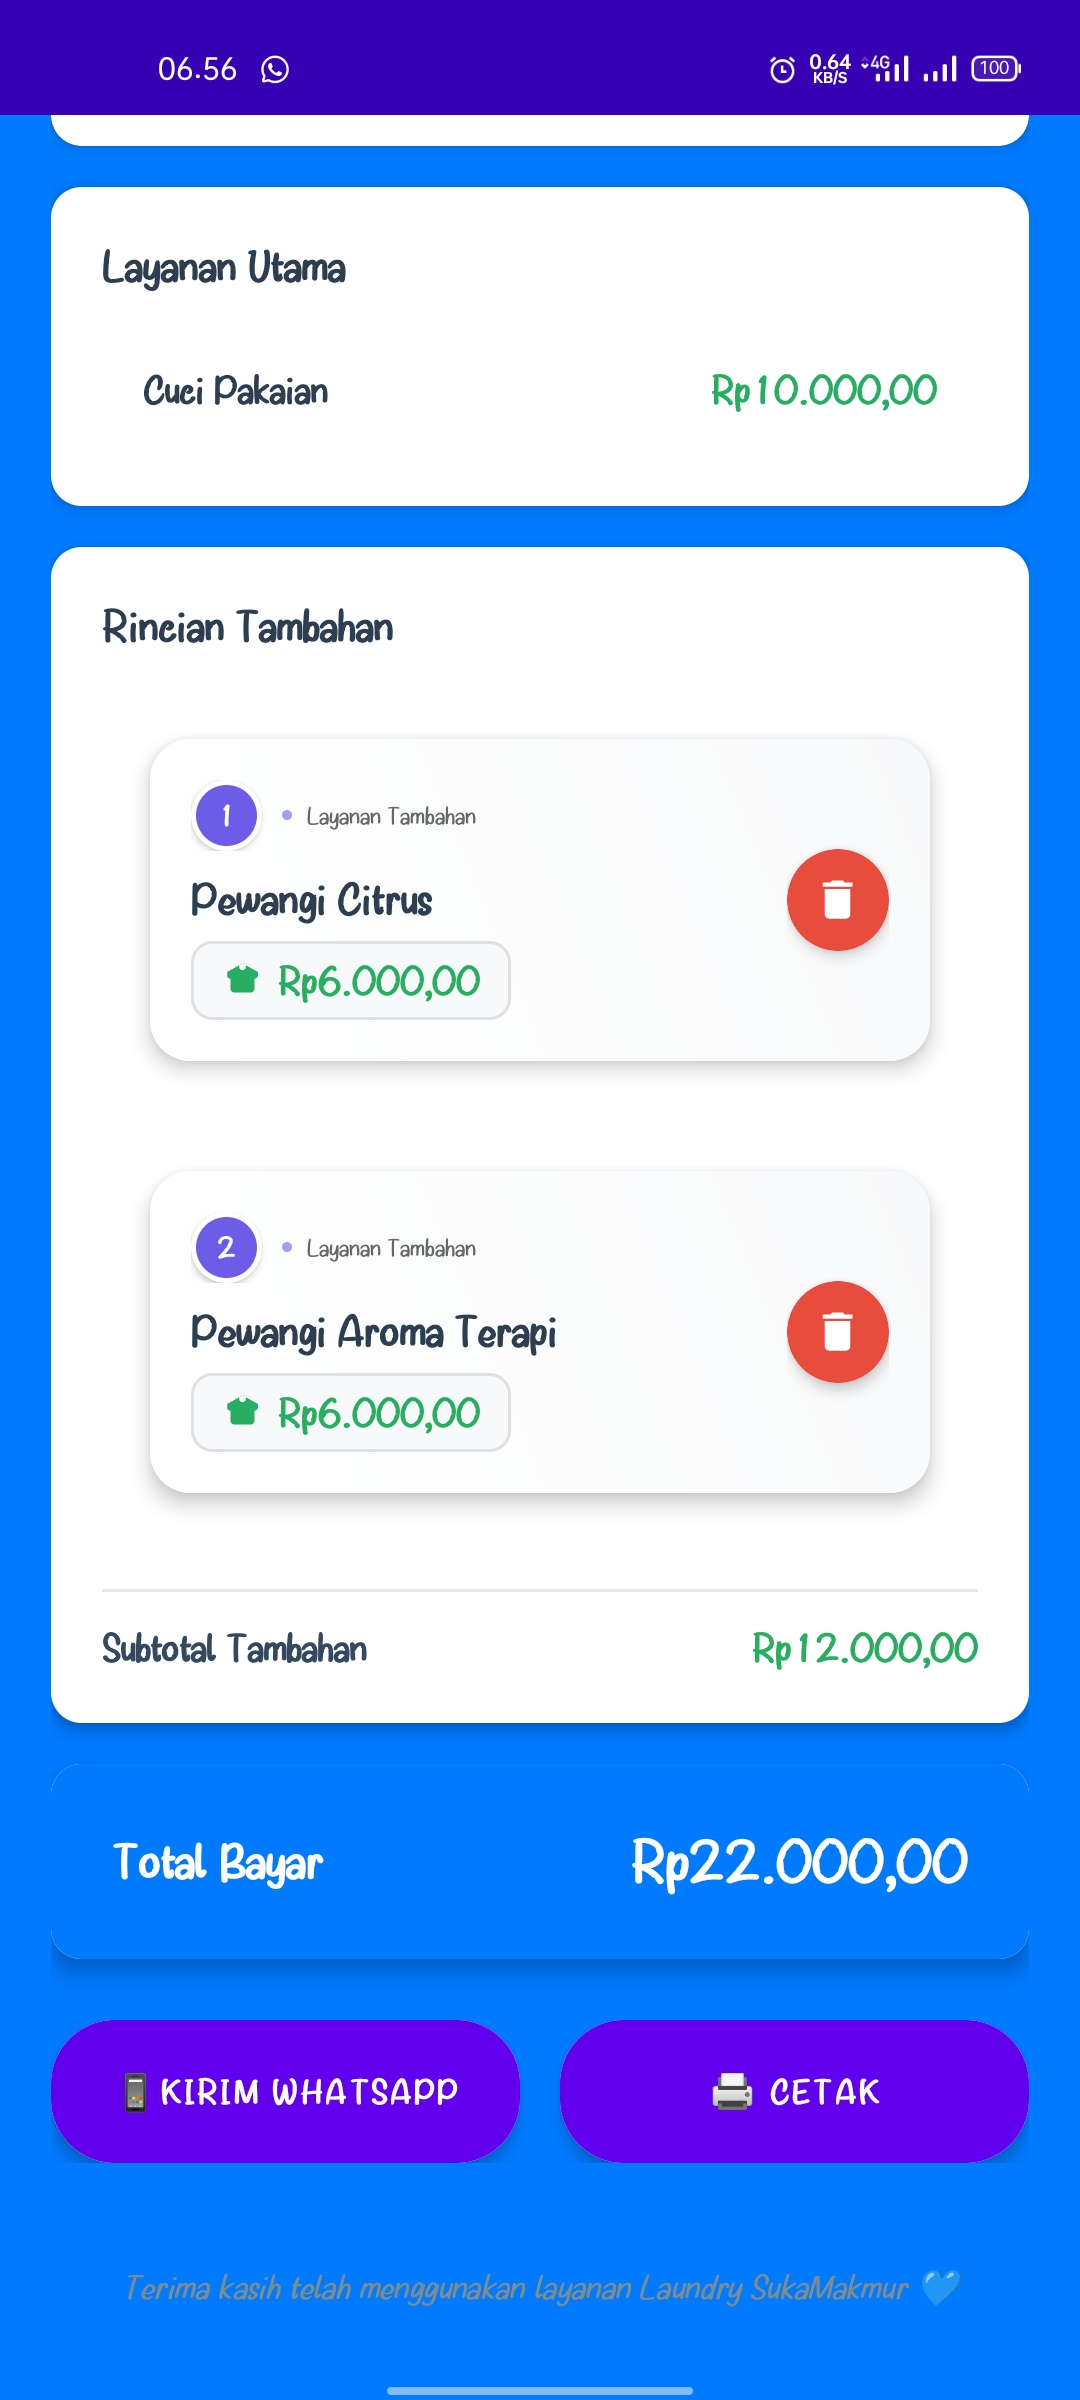 06.56
0.64
KB/S
4G
100
Layanan Utama
Cuci Pakaian Rp10.000,00
Rincian Tambahan
1 Layanan Tambahan
Pewangi Citrus
Rp6.000,00
2 Layanan Tambahan
Pewangi Aroma Terapi
Rp6.000,00
Subtotal Tambahan Rp12.000,00
Total Bayar Rp22.000,00
KIRIM WHATSAPP
CETAK
Terima kasih telah menggunakan layanan Laundry SukaMakmur 💙